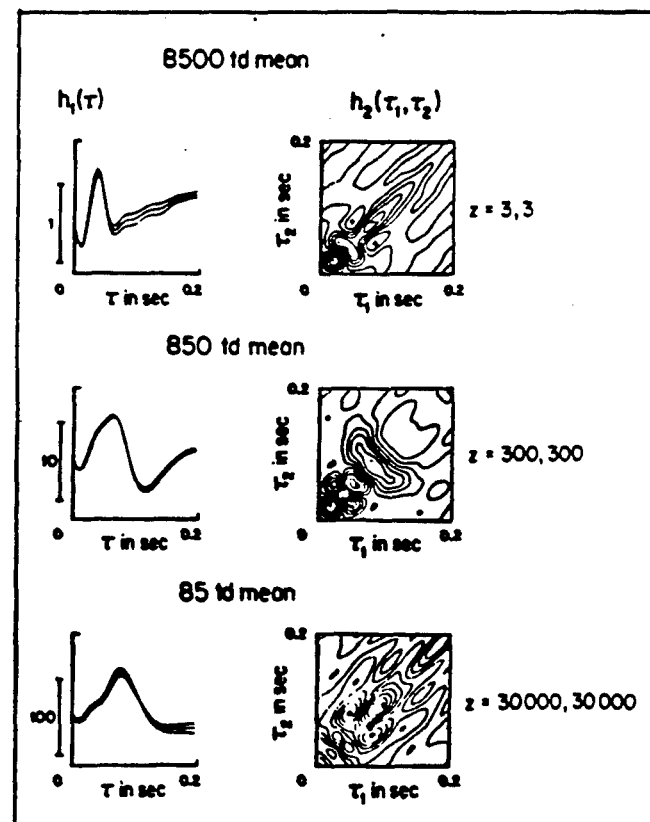 8500 td mean
h₁(τ) h₂(τ₁,τ₂)
0.2
1 τ₂ in sec z = 3,3
0 0.2 0 0.2
τ in sec τ₁ in sec
850 td mean
0.2
10 τ₂ in sec z = 300,300
0 0.2 0 0.2
τ in sec τ₁ in sec
85 td mean
0.2
100 τ₂ in sec z = 30000,30000
0 0.2 0 0.2
τ in sec τ₁ in sec